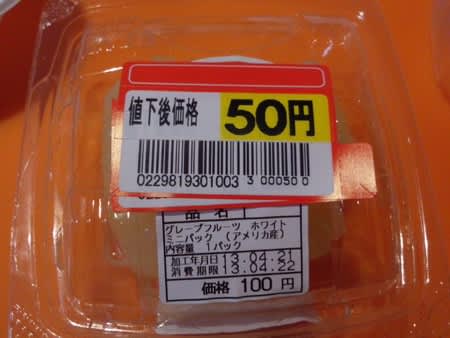 値下後価格 50円
0229819301003 3 000500
品名
グレープフルーツ ホワイト
ミニパック (アメリカ産)
内容量 1パック
加工年月日 13.04.21
消費期限 13.04.22
価格 100円